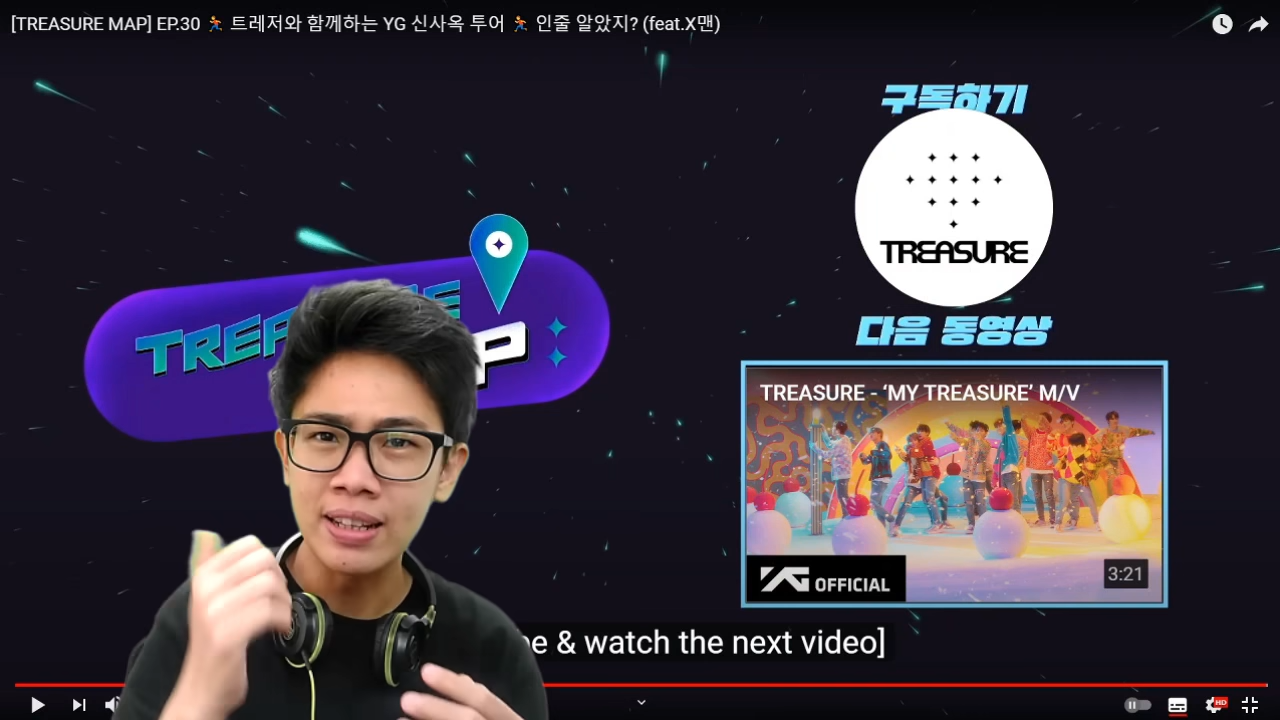 [TREASURE MAP] EP.30 🏃 트레저와 함께하는 YG 신사옥 투어 🏃 인줄 알았지? (feat.X맨)
구독하기
TREASURE
다음 동영상
TREASURE - ‘MY TREASURE’ M/V
YG OFFICIAL
3:21
& watch the next video]
HD